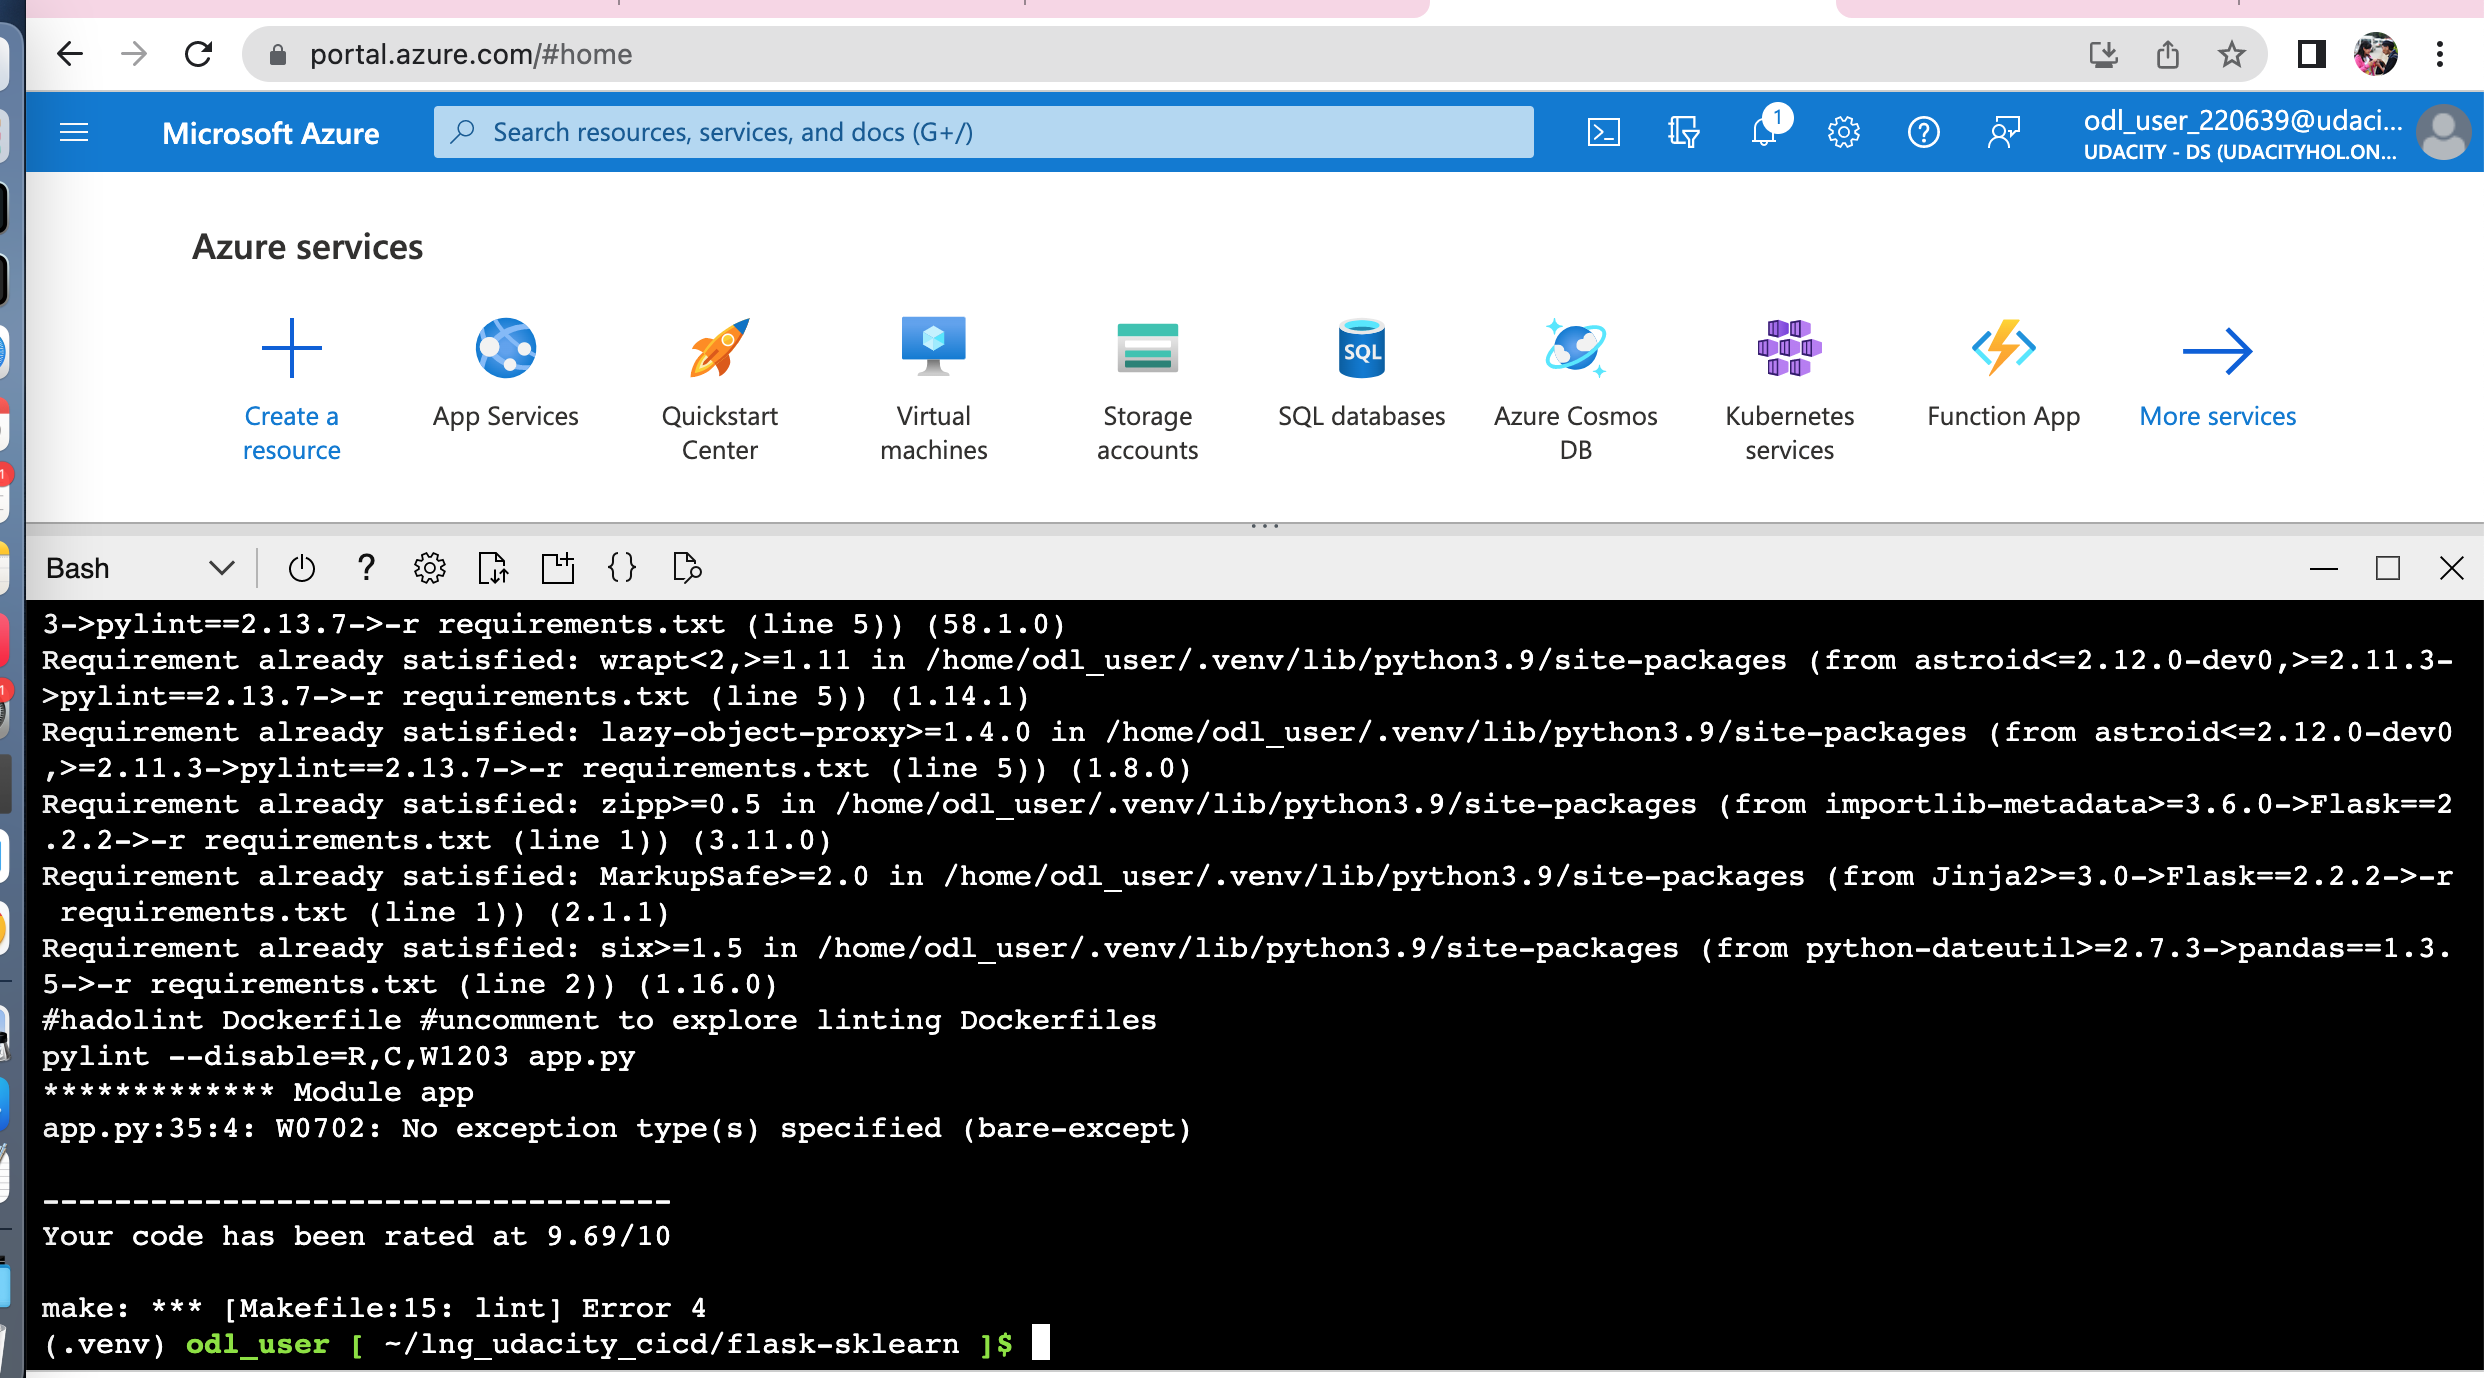 portal.azure.com/#home
Microsoft Azure
Search resources, services, and docs (G+/)
1
odl_user_220639@udaci...
UDACITY - DS (UDACITYHOL.ON...
Azure services
Create a resource
App Services
Quickstart Center
Virtual machines
Storage accounts
SQL
SQL databases
Azure Cosmos DB
Kubernetes services
Function App
More services
Bash
3->pylint==2.13.7->-r requirements.txt (line 5)) (58.1.0)
Requirement already satisfied: wrapt<2,>=1.11 in /home/odl_user/.venv/lib/python3.9/site-packages (from astroid<=2.12.0-dev0,>=2.11.3-
>pylint==2.13.7->-r requirements.txt (line 5)) (1.14.1)
Requirement already satisfied: lazy-object-proxy>=1.4.0 in /home/odl_user/.venv/lib/python3.9/site-packages (from astroid<=2.12.0-dev0
,>=2.11.3->pylint==2.13.7->-r requirements.txt (line 5)) (1.8.0)
Requirement already satisfied: zipp>=0.5 in /home/odl_user/.venv/lib/python3.9/site-packages (from importlib-metadata>=3.6.0->Flask==2
.2.2->-r requirements.txt (line 1)) (3.11.0)
Requirement already satisfied: MarkupSafe>=2.0 in /home/odl_user/.venv/lib/python3.9/site-packages (from Jinja2>=3.0->Flask==2.2.2->-r
requirements.txt (line 1)) (2.1.1)
Requirement already satisfied: six>=1.5 in /home/odl_user/.venv/lib/python3.9/site-packages (from python-dateutil>=2.7.3->pandas==1.3.
5->-r requirements.txt (line 2)) (1.16.0)
#hadolint Dockerfile #uncomment to explore linting Dockerfiles
pylint --disable=R,C,W1203 app.py
************* Module app
app.py:35:4: W0702: No exception type(s) specified (bare-except)
-----------------------------------
Your code has been rated at 9.69/10
make: *** [Makefile:15: lint] Error 4
(.venv) odl_user [ ~/lng_udacity_cicd/flask-sklearn ]$